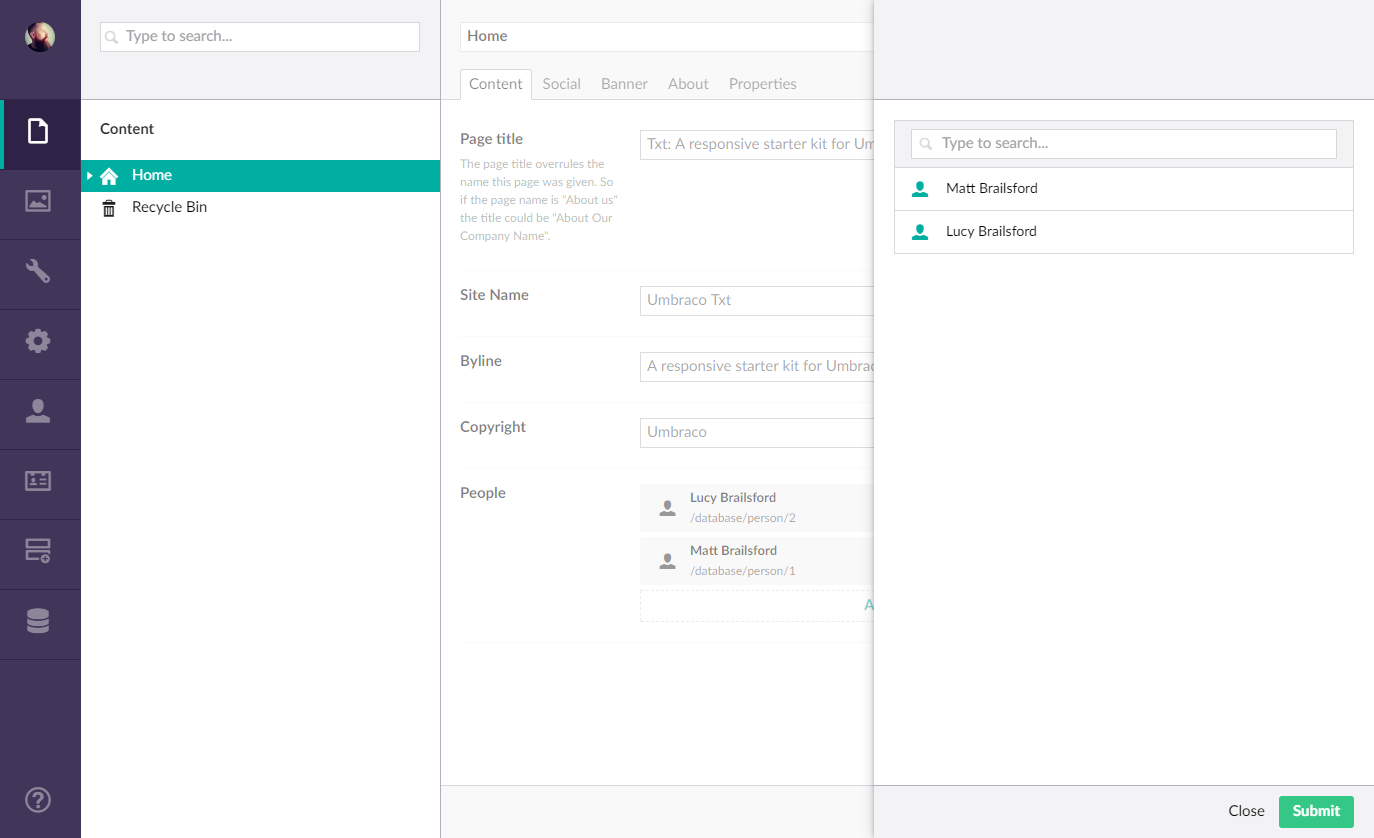 Type to search...
Content
Home
Recycle Bin
Home
Content Social Banner About Properties
Page title
Txt: A responsive starter kit for Um
The page title overrules the
name this page was given. So
if the page name is "About us"
the title could be "About Our
Company Name".
Site Name
Umbraco Txt
Byline
A responsive starter kit for Umbrac
Copyright
Umbraco
People
Lucy Brailsford
/database/person/2
Matt Brailsford
/database/person/1
A
Type to search...
Matt Brailsford
Lucy Brailsford
Close Submit